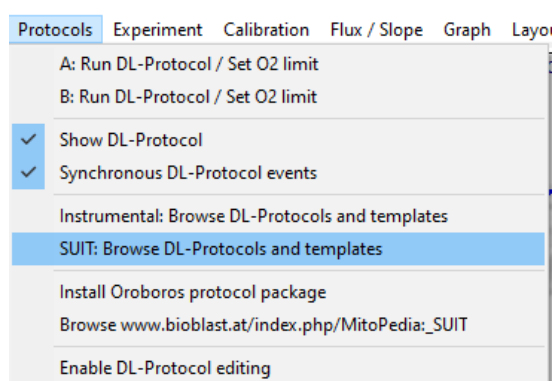 Protocols Experiment Calibration Flux / Slope Graph Layou
A: Run DL-Protocol / Set O2 limit
B: Run DL-Protocol / Set O2 limit
Show DL-Protocol
Synchronous DL-Protocol events
Instrumental: Browse DL-Protocols and templates
SUIT: Browse DL-Protocols and templates
Install Oroboros protocol package
Browse www.bioblast.at/index.php/MitoPedia:_SUIT
Enable DL-Protocol editing